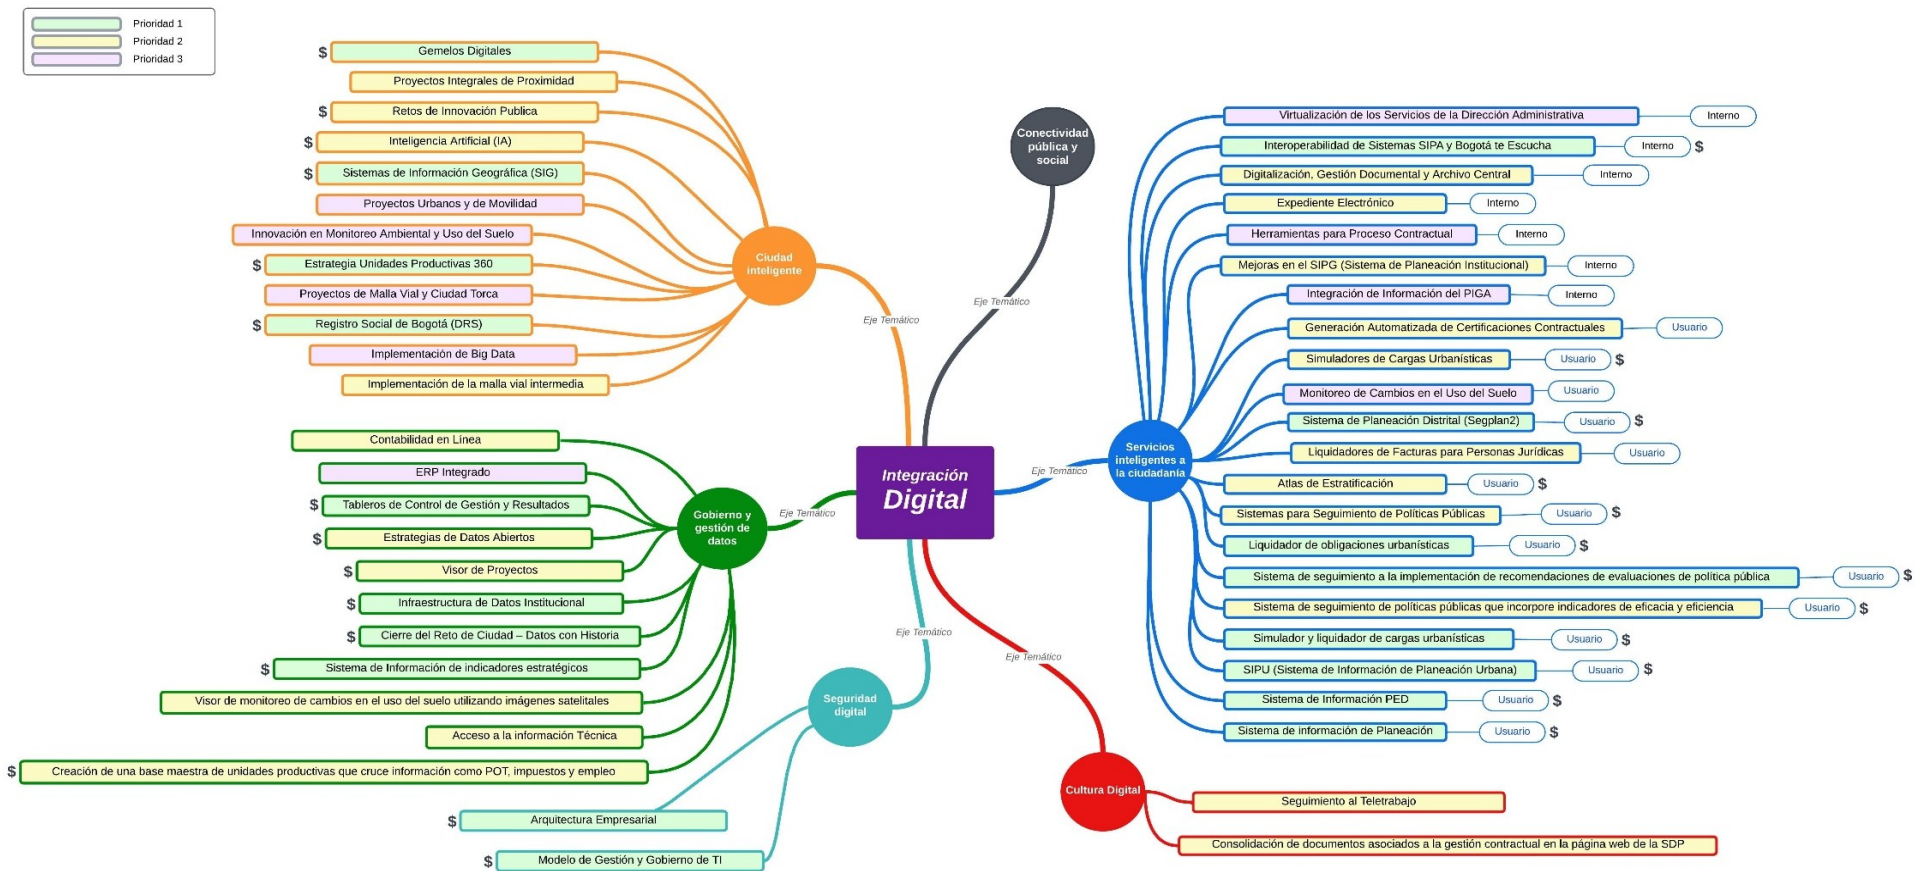 Prioridad 1
Prioridad 2
Prioridad 3
$ Gemelos Digitales
Proyectos Integrales de Proximidad
$ Retos de Innovación Publica
$ Inteligencia Artificial (IA)
$ Sistemas de Información Geográfica (SIG)
Proyectos Urbanos y de Movilidad
Innovación en Monitoreo Ambiental y Uso del Suelo
$ Estrategia Unidades Productivas 360
Proyectos de Malla Vial y Ciudad Torca
$ Registro Social de Bogotá (DRS)
Implementación de Big Data
Implementación de la malla vial intermedia
Ciudad
inteligente
Eje Temático
Contabilidad en Linea
ERP Integrado
$ Tableros de Control de Gestión y Resultados
$ Estrategias de Datos Abiertos
$ Visor de Proyectos
$ Infraestructura de Datos Institucional
$ Cierre del Reto de Ciudad – Datos con Historia
$ Sistema de Información de indicadores estratégicos
Visor de monitoreo de cambios en el uso del suelo utilizando imágenes satelitales
Acceso a la información Técnica
$ Creación de una base maestra de unidades productivas que cruce información como POT, impuestos y empleo
Gobierno y
gestión de
datos
Eje Temático
$ Arquitectura Empresarial
$ Modelo de Gestión y Gobierno de TI
Seguridad
digital
Eje Temático
Integración
Digital
Conectividad
pública y
social
Eje Temático
Servicios
inteligentes a
la ciudadanía
Eje Temático
Virtualización de los Servicios de la Dirección Administrativa Interno
Interoperabilidad de Sistemas SIPA y Bogotá te Escucha Interno $
Digitalización, Gestión Documental y Archivo Central Interno
Expediente Electrónico Interno
Herramientas para Proceso Contractual Interno
Mejoras en el SIPG (Sistema de Planeación Institucional) Interno
Integración de Información del PIGA Interno
Generación Automatizada de Certificaciones Contractuales Usuario
Simuladores de Cargas Urbanísticas Usuario $
Monitoreo de Cambios en el Uso del Suelo Usuario
Sistema de Planeación Distrital (Segplan2) Usuario $
Liquidadores de Facturas para Personas Jurídicas Usuario
Atlas de Estratificación Usuario $
Sistemas para Seguimiento de Políticas Públicas Usuario $
Liquidador de obligaciones urbanísticas Usuario $
Sistema de seguimiento a la implementación de recomendaciones de evaluaciones de política pública Usuario $
Sistema de seguimiento de políticas públicas que incorpore indicadores de eficacia y eficiencia Usuario $
Simulador y liquidador de cargas urbanísticas Usuario $
SIPU (Sistema de Información de Planeación Urbana) Usuario $
Sistema de Información PED Usuario $
Sistema de información de Planeación Usuario $
Eje Temático
Cultura Digital
Seguimiento al Teletrabajo
Consolidación de documentos asociados a la gestión contractual en la página web de la SDP